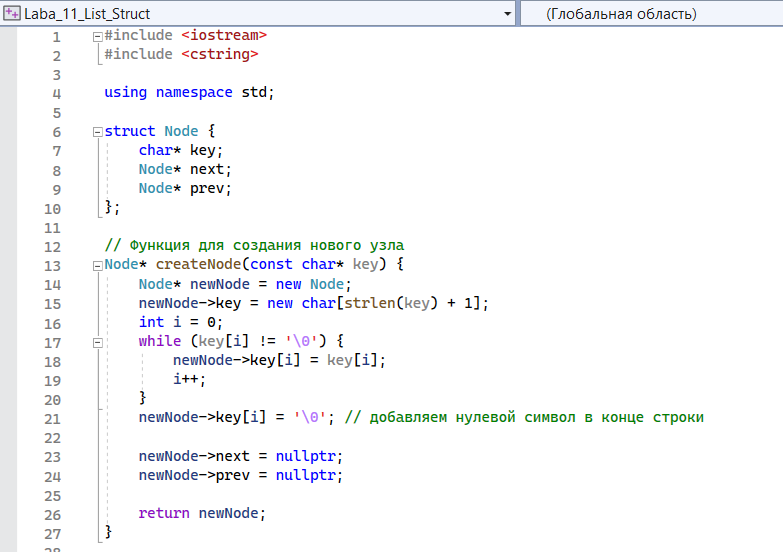 Laba_11_List_Struct (Глобальная область)
1 #include <iostream>
2 #include <cstring>
3
4 using namespace std;
5
6 struct Node {
7 char* key;
8 Node* next;
9 Node* prev;
10 };
11
12 // Функция для создания нового узла
13 Node* createNode(const char* key) {
14 Node* newNode = new Node;
15 newNode->key = new char[strlen(key) + 1];
16 int i = 0;
17 while (key[i] != '\0') {
18 newNode->key[i] = key[i];
19 i++;
20 }
21 newNode->key[i] = '\0'; // добавляем нулевой символ в конце строки
22
23 newNode->next = nullptr;
24 newNode->prev = nullptr;
25
26 return newNode;
27 }